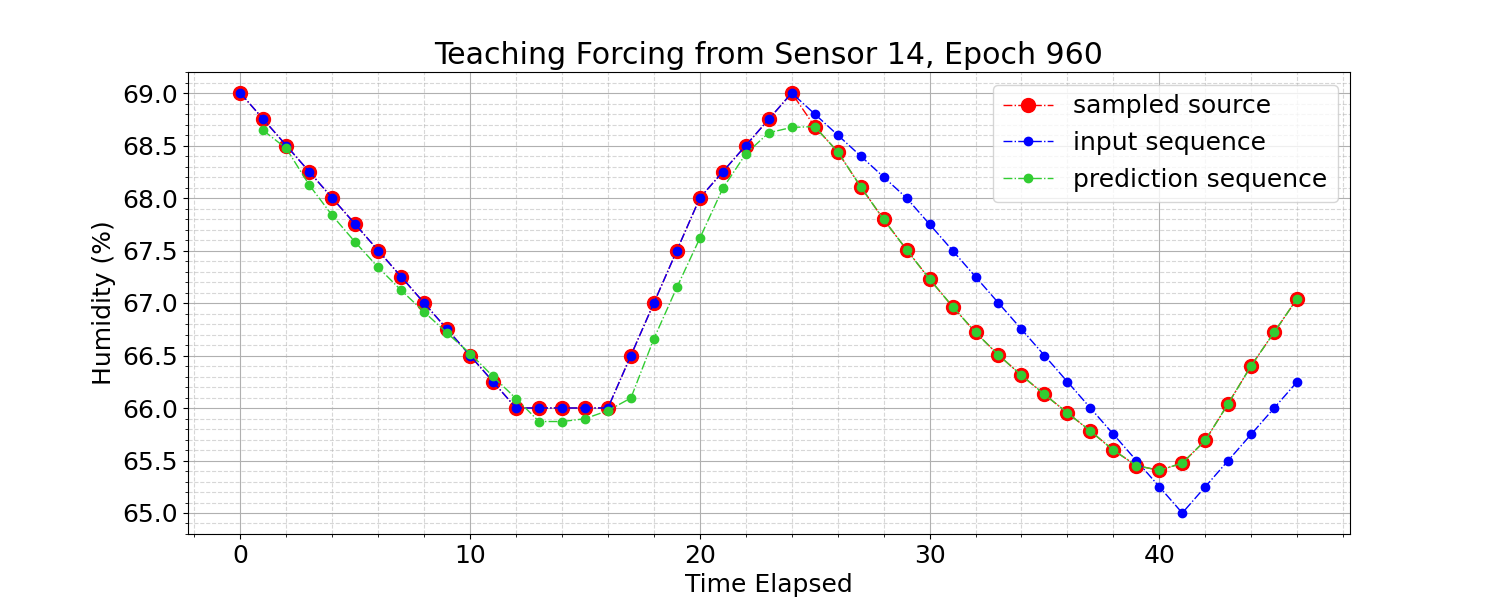 Teaching Forcing from Sensor 14, Epoch 960
69.0
68.5
68.0
67.5
67.0
66.5
66.0
65.5
65.0
Humidity (%)
sampled source
input sequence
prediction sequence
0 10 20 30 40
Time Elapsed